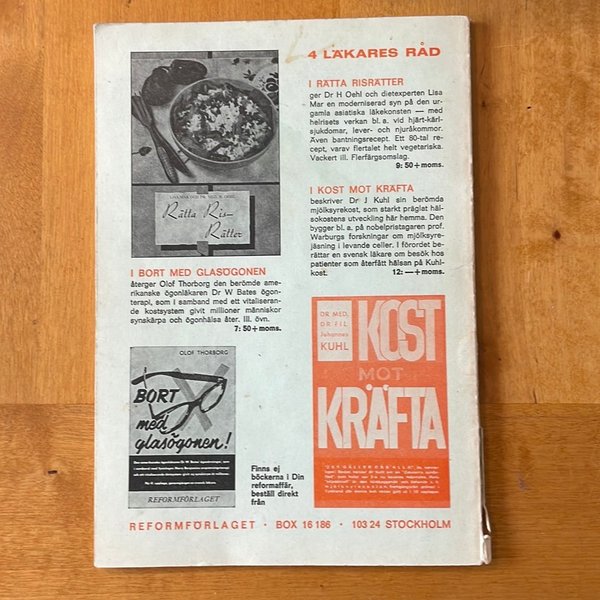 4 LÄKARES RÅD
I RÄTTA RISRÄTTER
ger Dr H Oehl och dietexperten Lisa
Mar en moderniserad syn på den ur-
gamla asiatiska läkekonsten — med
helrisets verkan bl. a. vid hjärt-kärl-
sjukdomar, lever- och njuråkommor.
Även bantningsrecept. Ett 80-tal re-
cept, varav flertalet helt vegetariska.
Vackert ill. Flerfärgsomslag.
9: 50 + moms.
Rätta Ris-
Rätter
I KOST MOT KRÄFTA
beskriver Dr J Kuhl sin berömda
mjölksyrekost, som starkt präglat häl-
sokostens utveckling här hemma. Den
bygger bl. a. på nobelpristagaren prof.
Warburgs forskningar om mjölksyre-
jäsning i levande celler. I förordet be-
rättar en svensk läkare om besök hos
patienter som återfått hälsan på Kuhl-
kost.
12: — + moms.
I BORT MED GLASÖGONEN
återger Olof Thorborg den berömde ame-
rikanske ögonläkaren Dr W Bates ögon-
terapi, som i samband med ett vitaliseran-
de kostsystem givit millioner människor
synskärpa och ögonhälsa åter. Ill. övn.
7: 50 + moms.
DR MED.
DR FIL
Johannes
KUHL
KOST
MOT
KRÄFTA
OLOF THORBORG
BORT
med
glasögonen!
REFORMFÖRLAGET
Finns ej
böckerna i Din
reformaffär,
beställ direkt
från
REFORMFÖRLAGET · BOX 16 186 · 103 24 STOCKHOLM